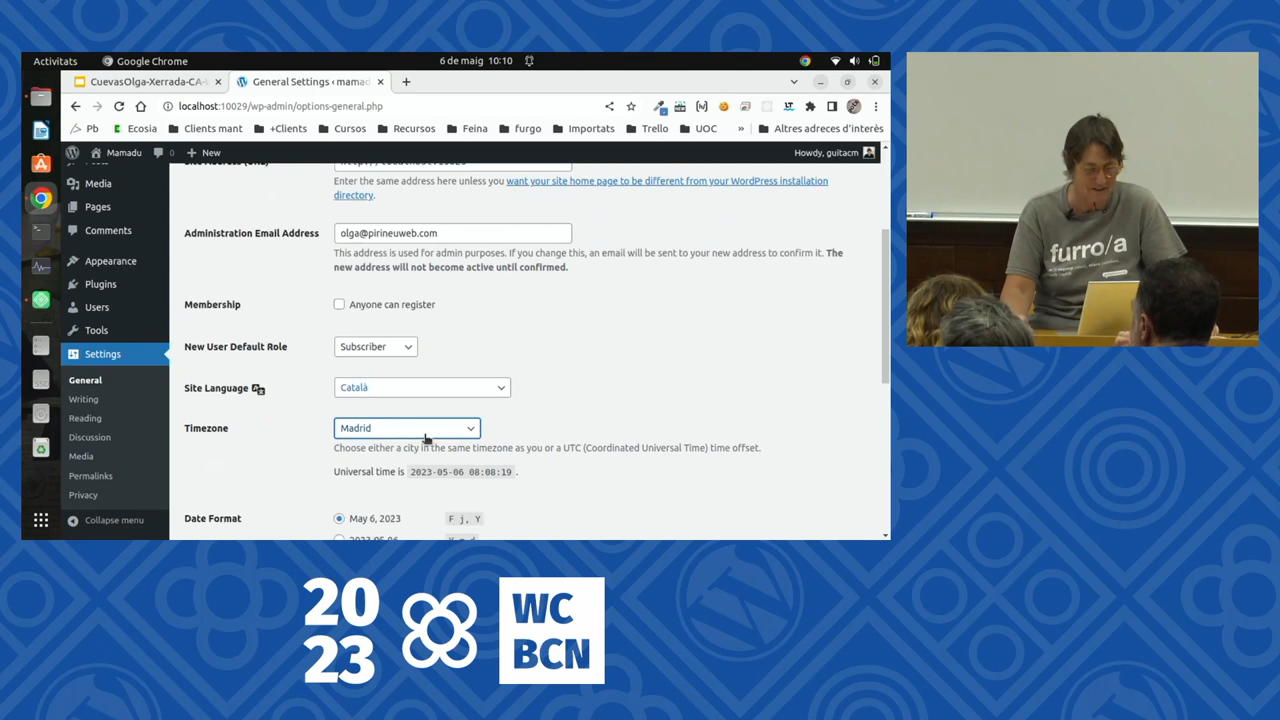 Activitats
Google Chrome
6 de maig 10:10
CuevasOlga-Xerrada-CA-
General Settings ‹ mamad
localhost:10029/wp-admin/options-general.php
Pb
Ecosia
Clients mant
+Clients
Cursos
Recursos
Feina
furgo
Importats
Trello
UOC
»
Altres adreces d'interès
Mamadu
0
+ New
Howdy, guitacm
Media
Pages
Comments
Appearance
Plugins
Users
Tools
Settings
General
Writing
Reading
Discussion
Media
Permalinks
Privacy
Collapse menu
Enter the same address here unless you want your site home page to be different from your WordPress installation
directory.
Administration Email Address
olga@pirineuweb.com
This address is used for admin purposes. If you change this, an email will be sent to your new address to confirm it. The
new address will not become active until confirmed.
Membership
Anyone can register
New User Default Role
Subscriber
Site Language
Català
Timezone
Madrid
Choose either a city in the same timezone as you or a UTC (Coordinated Universal Time) time offset.
Universal time is 2023-05-06 08:08:19 .
Date Format
May 6, 2023
F j, Y
furro/a
20
23
WC
BCN